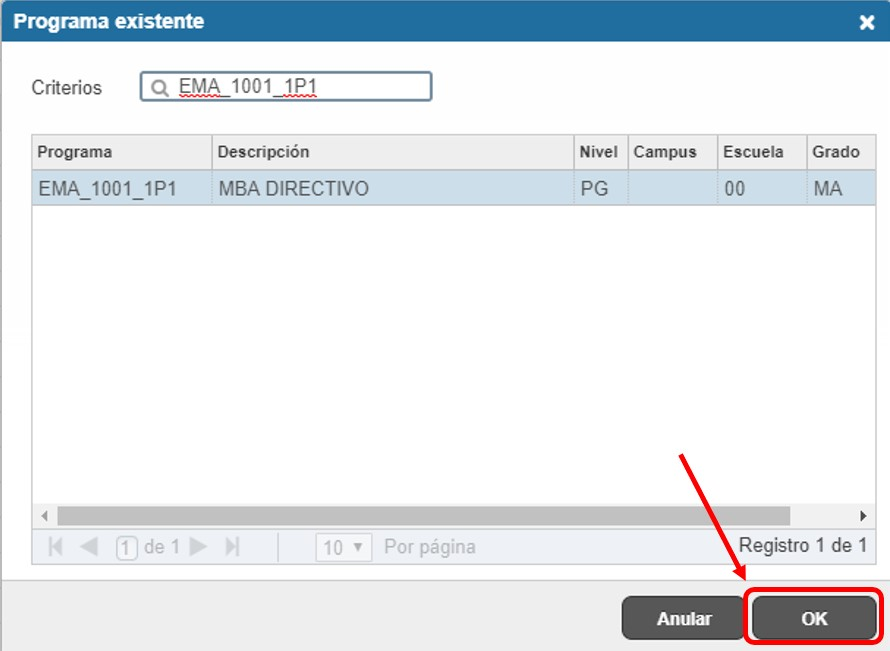 Programa existente
Criterios EMA_1001_1P1
Programa Descripción Nivel Campus Escuela Grado
EMA_1001_1P1 MBA DIRECTIVO PG 00 MA
1 de 1 10 Por página Registro 1 de 1
Anular OK